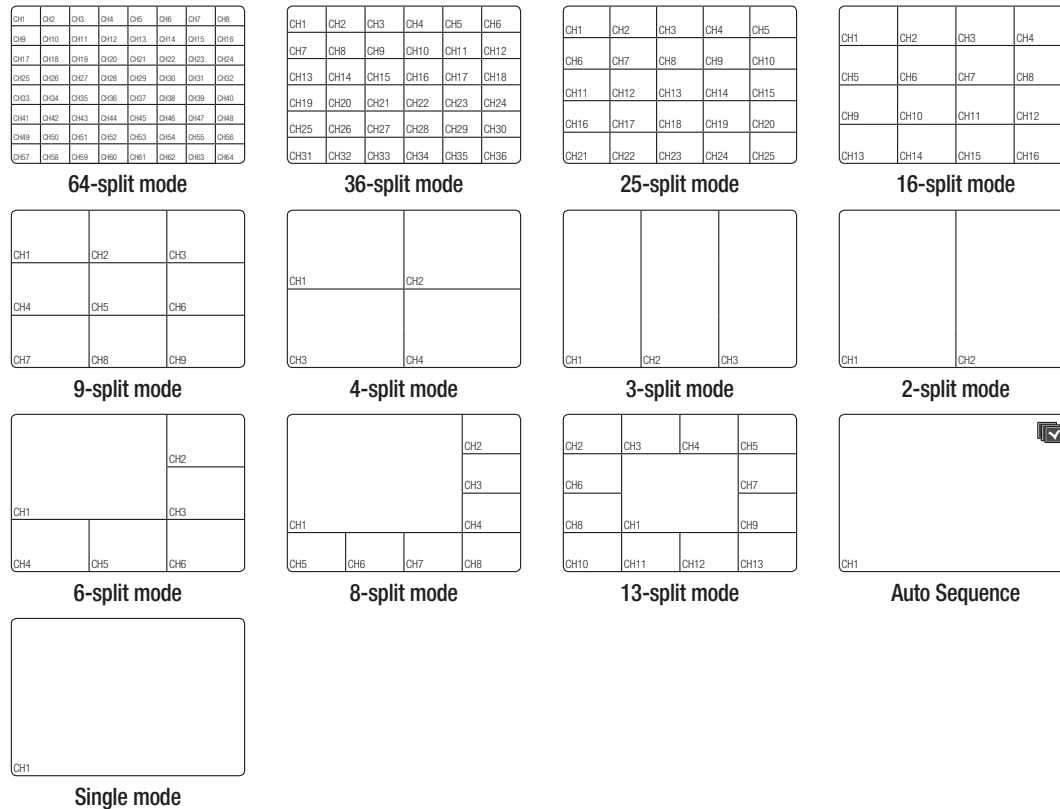 CH1 CH2 CH3 CH4 CH5 CH6 CH7 CH8
CH9 CH10 CH11 CH12 CH13 CH14 CH15 CH16
CH17 CH18 CH19 CH20 CH21 CH22 CH23 CH24
CH25 CH26 CH27 CH28 CH29 CH30 CH31 CH32
CH33 CH34 CH35 CH36 CH37 CH38 CH39 CH40
CH41 CH42 CH43 CH44 CH45 CH46 CH47 CH48
CH49 CH50 CH51 CH52 CH53 CH54 CH55 CH56
CH57 CH58 CH59 CH60 CH61 CH62 CH63 CH64
64-split mode
CH1 CH2 CH3 CH4 CH5 CH6
CH7 CH8 CH9 CH10 CH11 CH12
CH13 CH14 CH15 CH16 CH17 CH18
CH19 CH20 CH21 CH22 CH23 CH24
CH25 CH26 CH27 CH28 CH29 CH30
CH31 CH32 CH33 CH34 CH35 CH36
36-split mode
CH1 CH2 CH3 CH4 CH5
CH6 CH7 CH8 CH9 CH10
CH11 CH12 CH13 CH14 CH15
CH16 CH17 CH18 CH19 CH20
CH21 CH22 CH23 CH24 CH25
25-split mode
CH1 CH2 CH3 CH4
CH5 CH6 CH7 CH8
CH9 CH10 CH11 CH12
CH13 CH14 CH15 CH16
16-split mode
CH1 CH2 CH3
CH4 CH5 CH6
CH7 CH8 CH9
9-split mode
CH1 CH2
CH3 CH4
4-split mode
CH1 CH2 CH3
3-split mode
CH1 CH2
2-split mode
CH2
CH1 CH3
CH4 CH5 CH6
6-split mode
CH2
CH3
CH1 CH4
CH5 CH6 CH7 CH8
8-split mode
CH2 CH3 CH4 CH5
CH6 CH7
CH8 CH1 CH9
CH10 CH11 CH12 CH13
13-split mode
CH1
Auto Sequence
CH1
Single mode